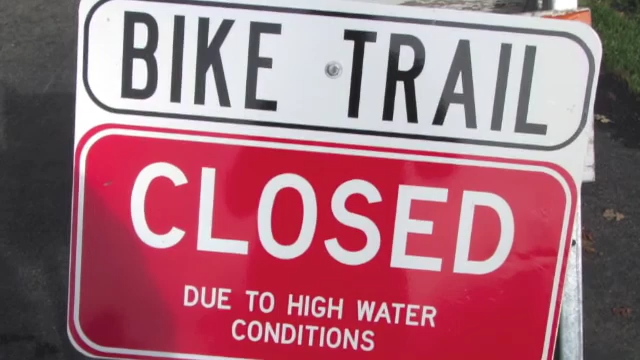 BIKE TRAIL
CLOSED
DUE TO HIGH WATER
CONDITIONS